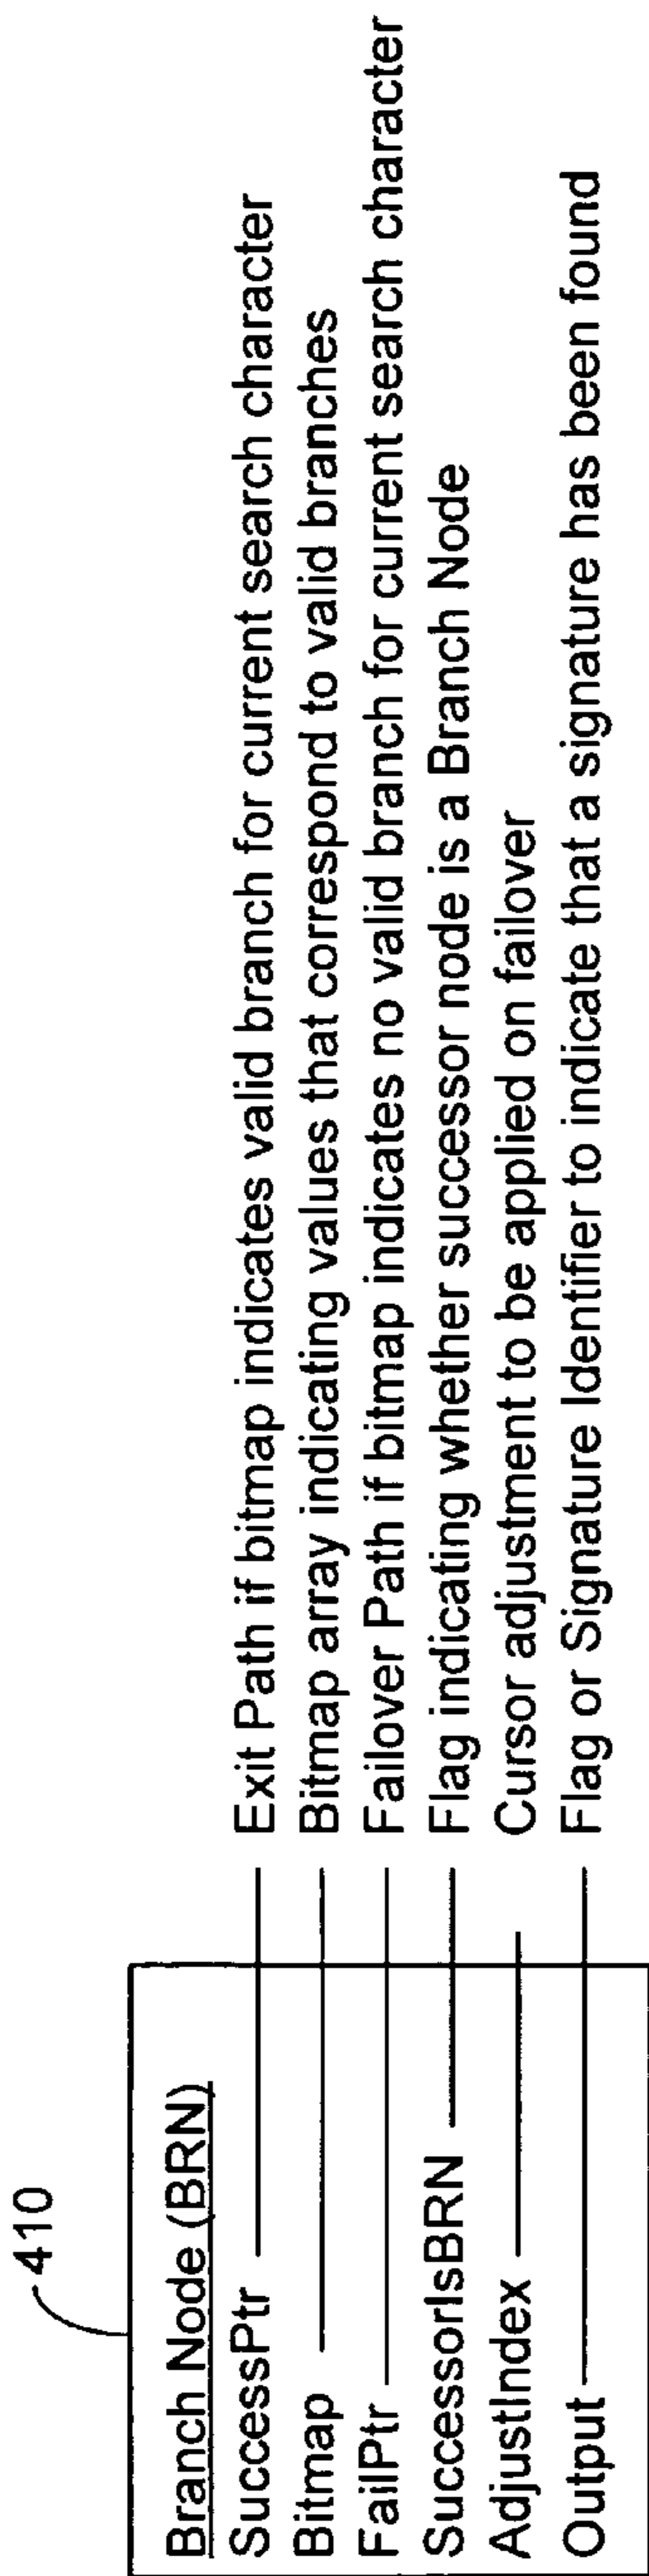 410
Branch Node (BRN)
SuccessPtr Exit Path if bitmap indicates valid branch for current search character
Bitmap Bitmap array indicating values that correspond to valid branches
FailPtr Failover Path if bitmap indicates no valid branch for current search character
SuccessorIsBRN Flag indicating whether successor node is a Branch Node
AdjustIndex Cursor adjustment to be applied on failover
Output Flag or Signature Identifier to indicate that a signature has been found